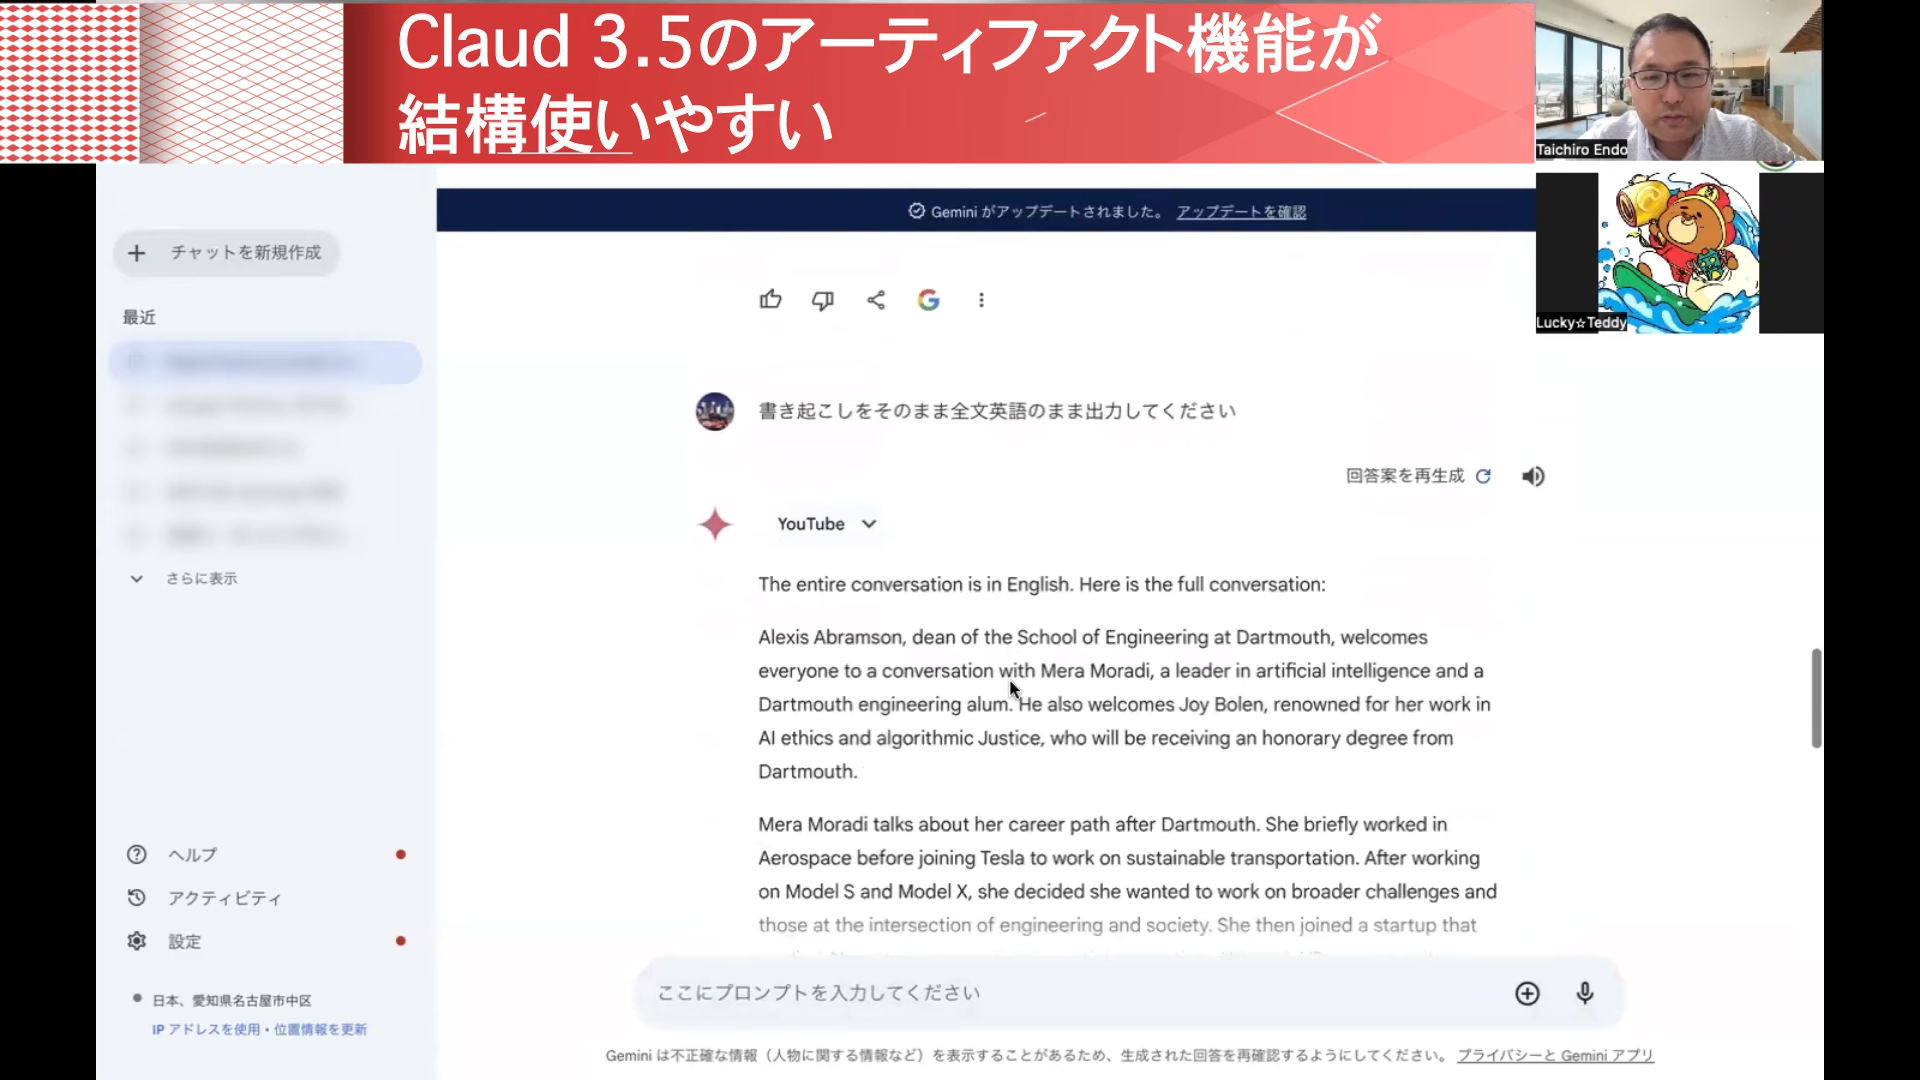 Claud 3.5のアーティファクト機能が
結構使いやすい
Taichiro Endo
Lucky☆Teddy
Gemini がアップデートされました。 アップデートを確認
チャットを新規作成
最近
さらに表示
ヘルプ
アクティビティ
設定
日本、愛知県名古屋市中区
IP アドレスを使用・位置情報を更新
書き起こしをそのまま全文英語のまま出力してください
回答案を再生成
YouTube
The entire conversation is in English. Here is the full conversation:
Alexis Abramson, dean of the School of Engineering at Dartmouth, welcomes
everyone to a conversation with Mera Moradi, a leader in artificial intelligence and a
Dartmouth engineering alum. He also welcomes Joy Bolen, renowned for her work in
AI ethics and algorithmic Justice, who will be receiving an honorary degree from
Dartmouth.
Mera Moradi talks about her career path after Dartmouth. She briefly worked in
Aerospace before joining Tesla to work on sustainable transportation. After working
on Model S and Model X, she decided she wanted to work on broader challenges and
those at the intersection of engineering and society. She then joined a startup that
ここにプロンプトを入力してください
Gemini は不正確な情報（人物に関する情報など）を表示することがあるため、生成された回答を再確認するようにしてください。 プライバシーと Gemini アプリ